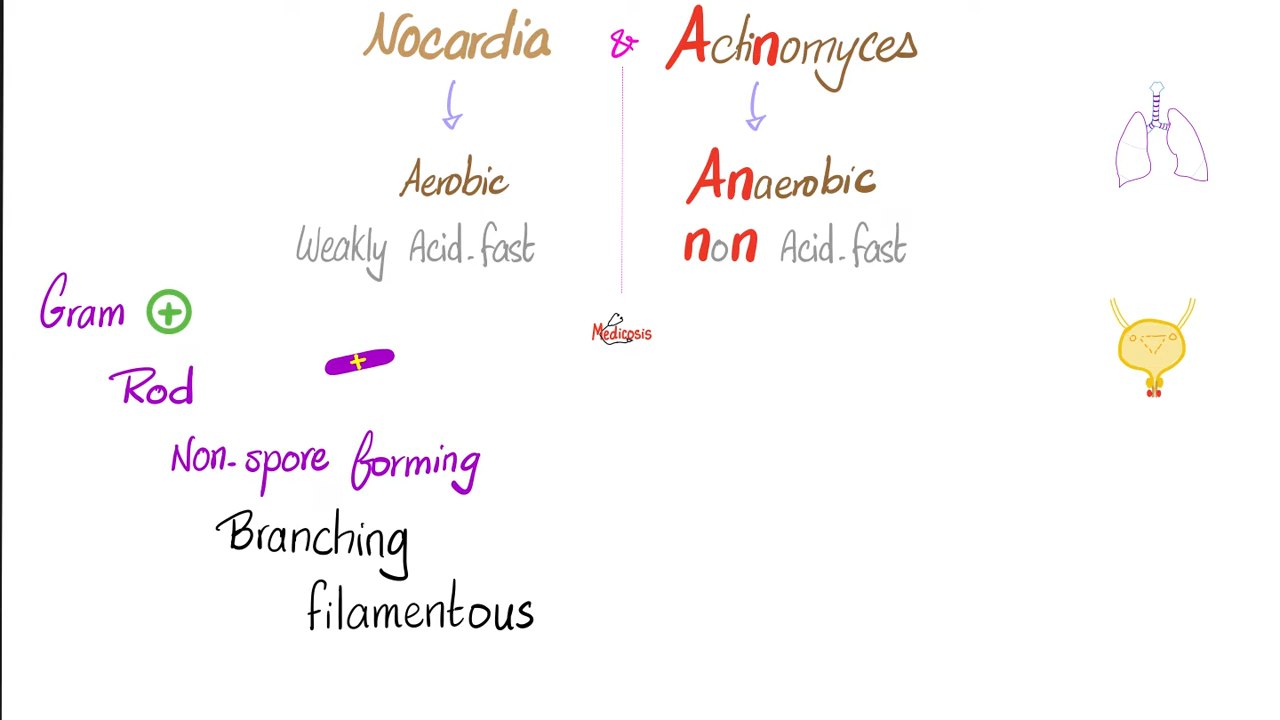 Nocardia & Actinomyces
Aerobic Anaerobic
Weakly Acid-fast non Acid-fast
Gram +
Medicosis
+
Rod
Non-spore forming
Branching
filamentous